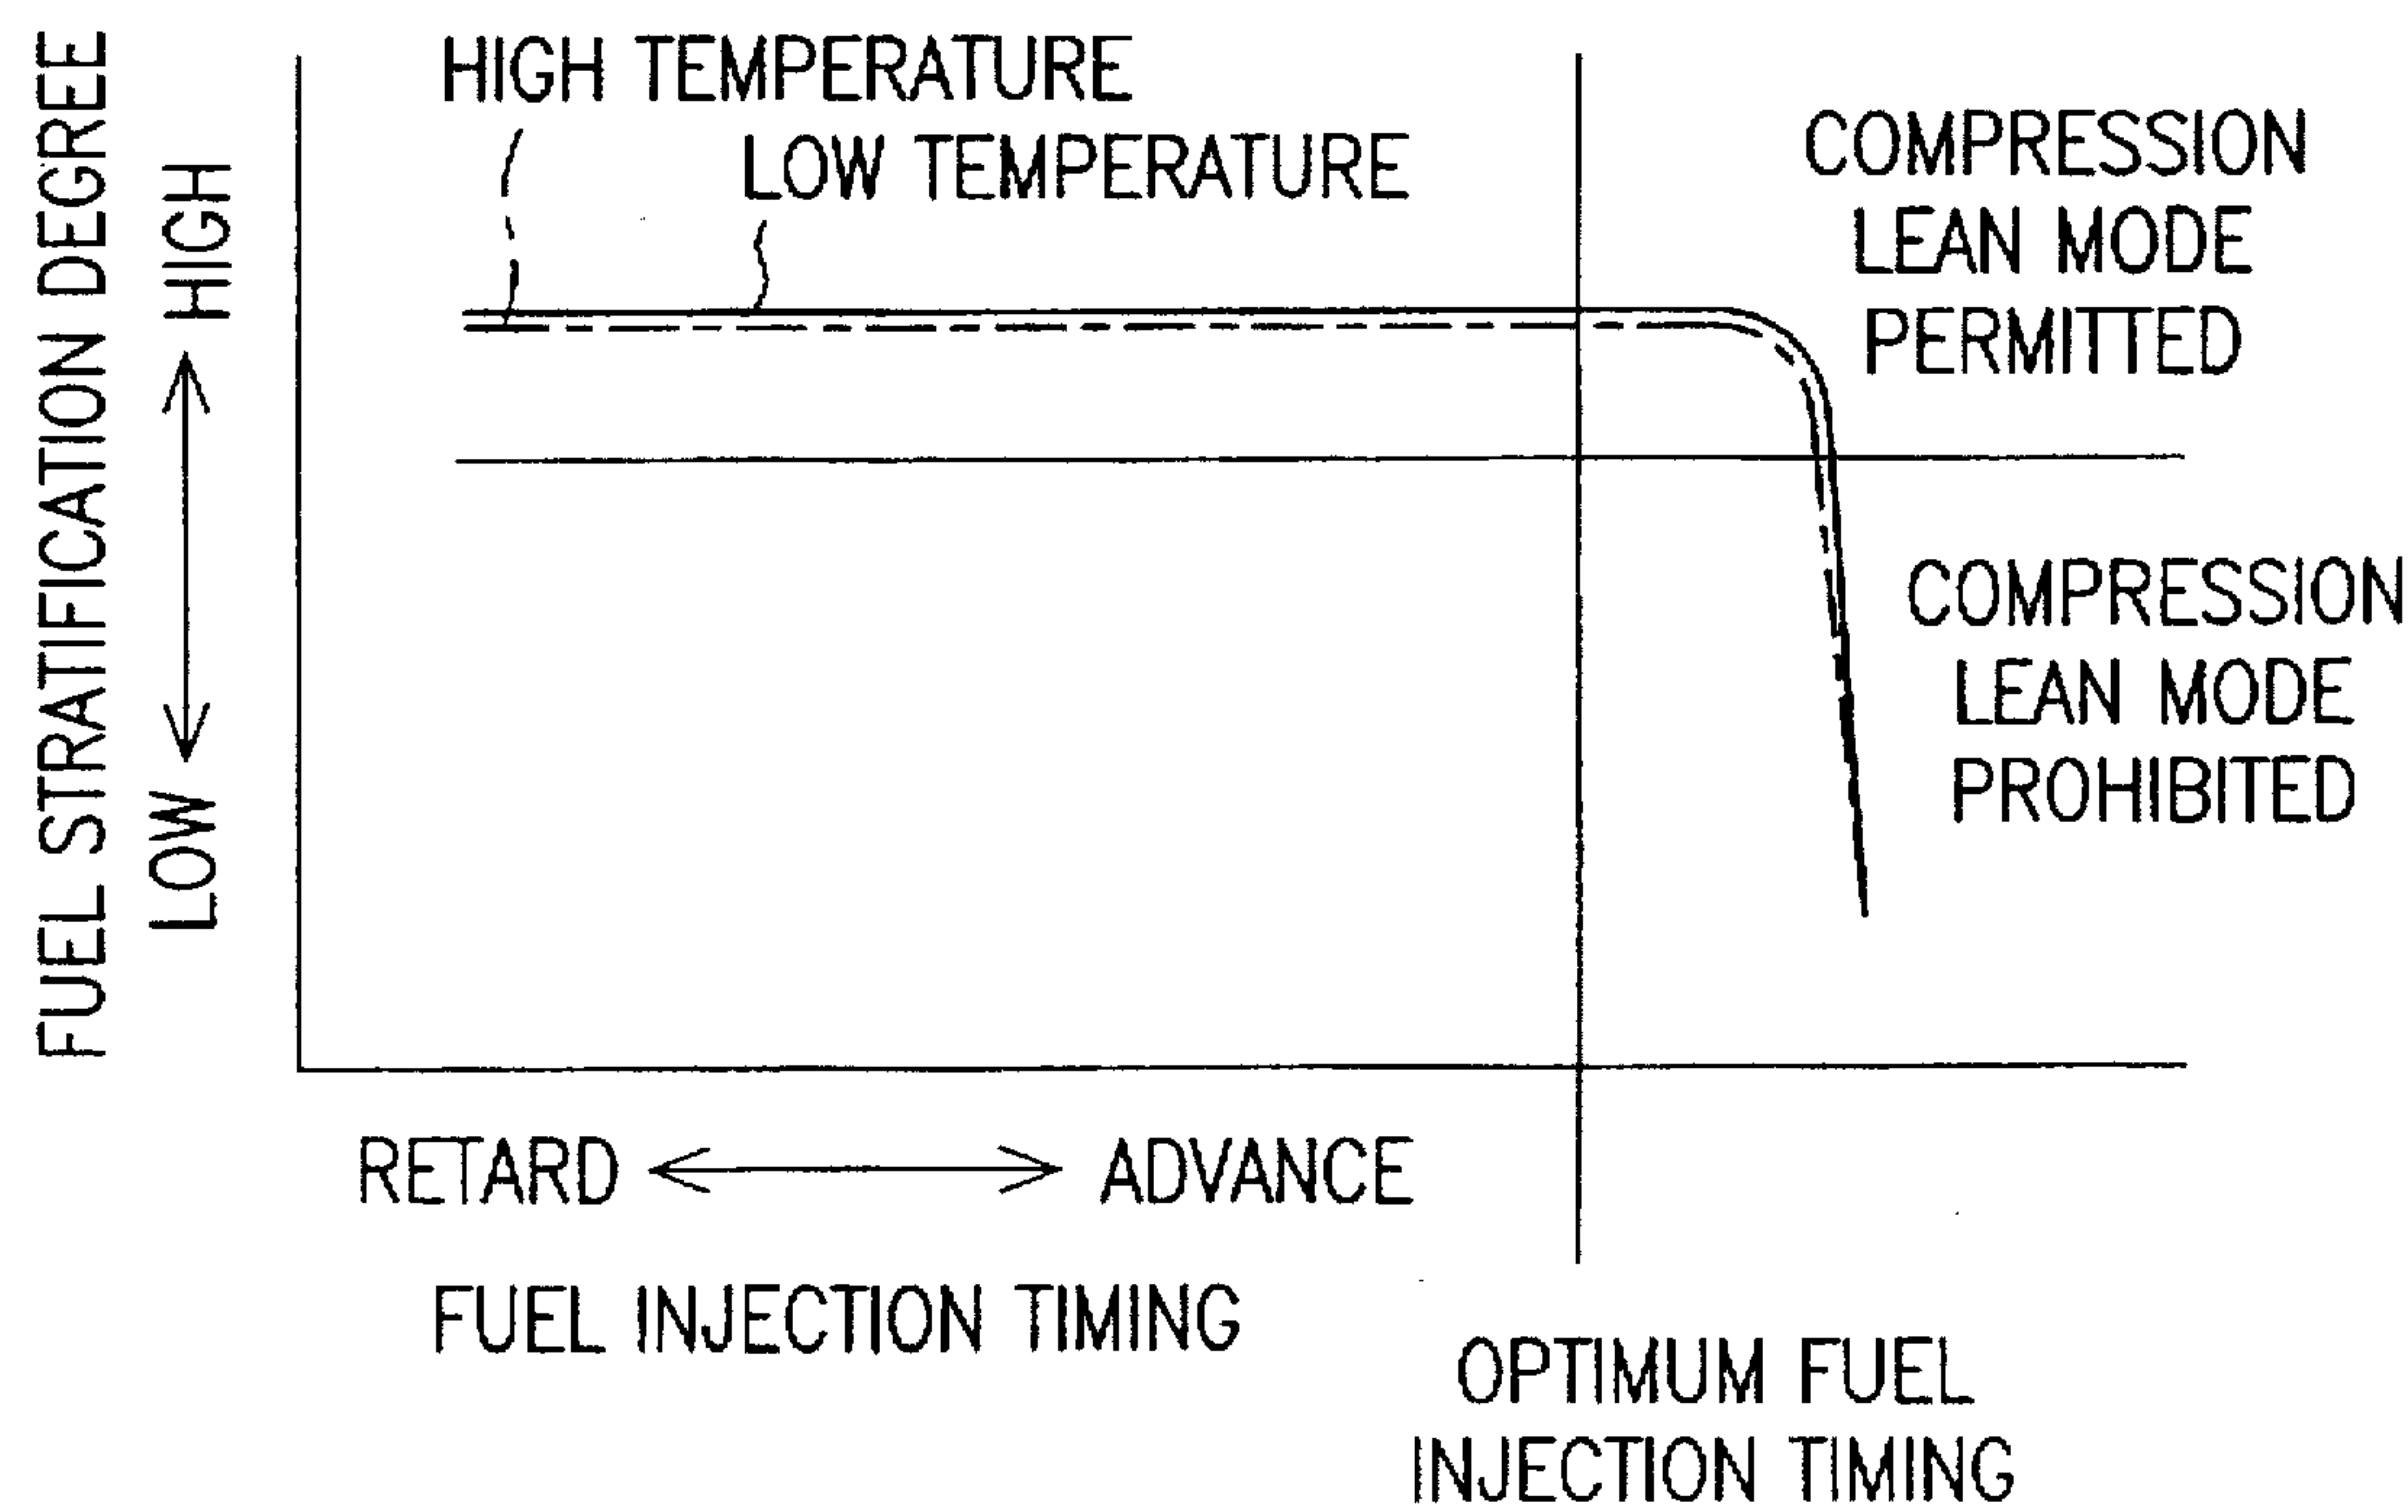 FUEL STRATIFICATION DEGREE
LOW
HIGH
HIGH TEMPERATURE
LOW TEMPERATURE
COMPRESSION
LEAN MODE
PERMITTED
COMPRESSION
LEAN MODE
PROHIBITED
RETARD
ADVANCE
FUEL INJECTION TIMING
OPTIMUM FUEL
INJECTION TIMING